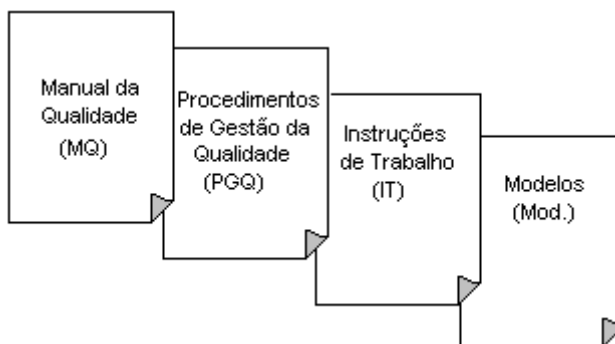 Manual da
Qualidade
(MQ)
Procedimentos
de Gestão da
Qualidade
(PGQ)
Instruções
de Trabalho
(IT)
Modelos
(Mod.)